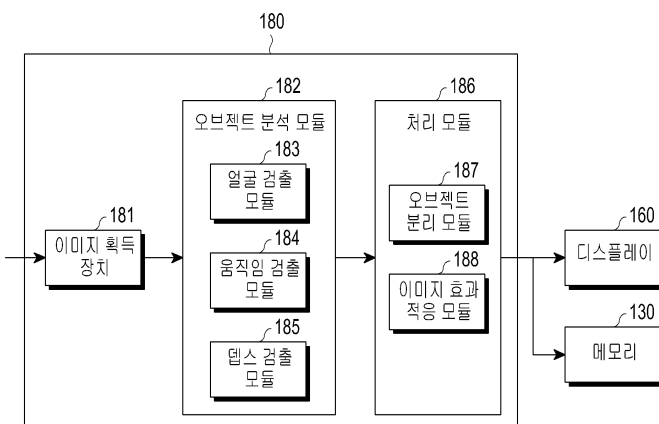 180
182
오브젝트 분석 모듈
183
얼굴 검출
모듈
184
움직임 검출
모듈
185
뎁스 검출
모듈
181
이미지 획득
장치
186
처리 모듈
187
오브젝트
분리 모듈
188
이미지 효과
적응 모듈
160
디스플레이
130
메모리